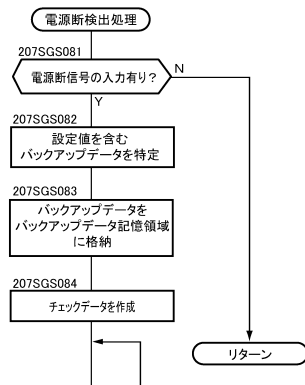 電源断検出処理
207SGS081
電源断信号の入力有り?
N
Y
207SGS082
設定値を含む
バックアップデータを特定
207SGS083
バックアップデータを
バックアップデータ記憶領域
に格納
207SGS084
チェックデータを作成
リターン